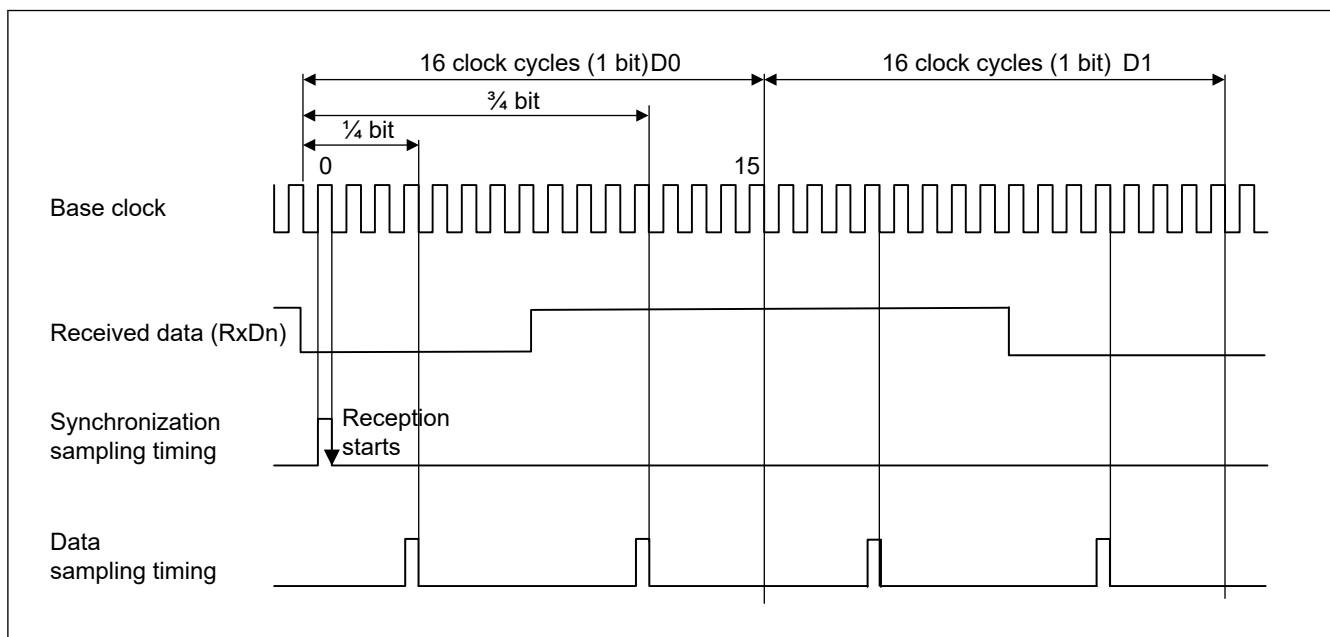 16 clock cycles (1 bit)D0
16 clock cycles (1 bit) D1
¾ bit
¼ bit
0
15
Base clock
Received data (RxDn)
Synchronization
sampling timing
Reception
starts
Data
sampling timing